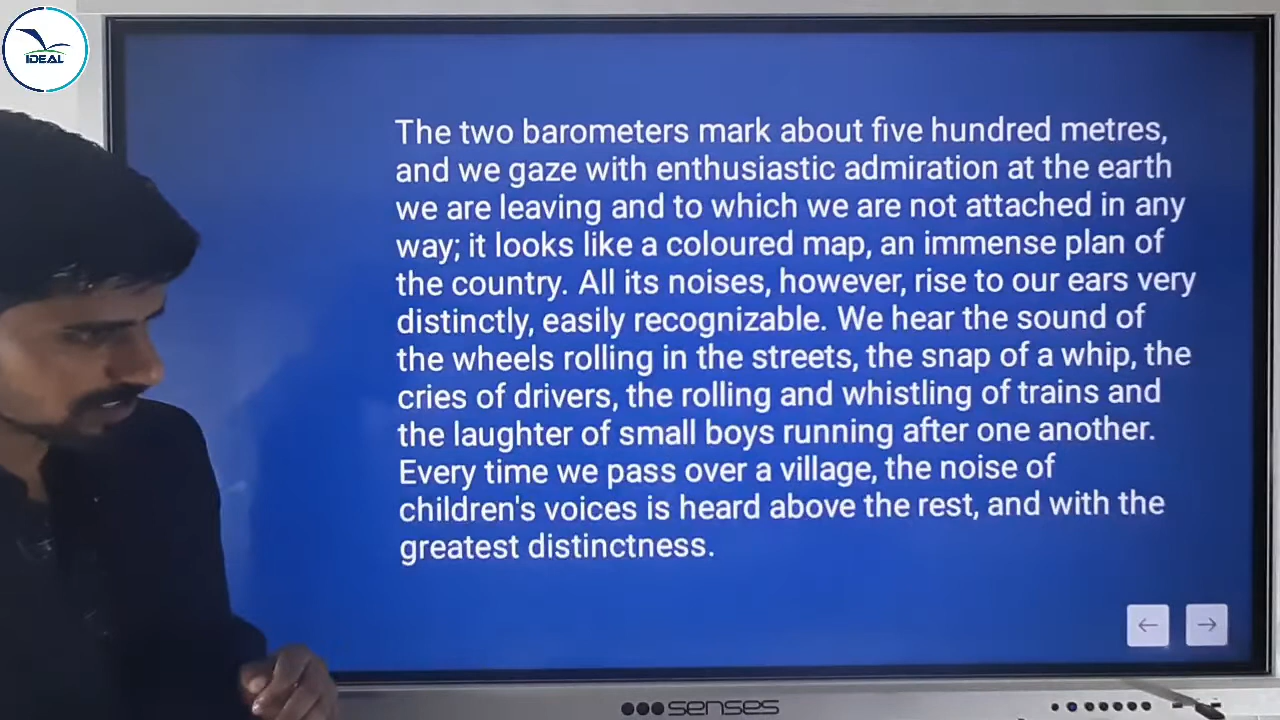 IDEAL
The two barometers mark about five hundred metres,
and we gaze with enthusiastic admiration at the earth
we are leaving and to which we are not attached in any
way; it looks like a coloured map, an immense plan of
the country. All its noises, however, rise to our ears very
distinctly, easily recognizable. We hear the sound of
the wheels rolling in the streets, the snap of a whip, the
cries of drivers, the rolling and whistling of trains and
the laughter of small boys running after one another.
Every time we pass over a village, the noise of
children's voices is heard above the rest, and with the
greatest distinctness.
senses